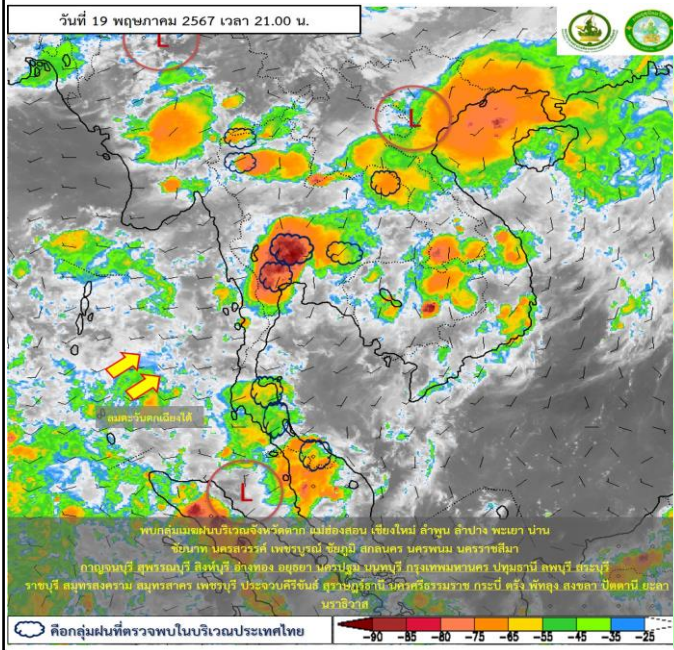 วันที่ 19 พฤษภาคม 2567 เวลา 21.00 น.
L
L
ลมตะวันตกเฉียงใต้
L
พบกลุ่มเมฆฝนบริเวณจังหวัดตาก แม่ฮ่องสอน เชียงใหม่ ลำพูน ลำปาง พะเยา น่าน
ชัยนาท นครสวรรค์ เพชรบูรณ์ ชัยภูมิ สกลนคร นครพนม นครราชสีมา
กาญจนบุรี สุพรรณบุรี สิงห์บุรี อ่างทอง อยุธยา นครปฐม นนทบุรี กรุงเทพมหานคร ปทุมธานี ลพบุรี สระบุรี
ราชบุรี สมุทรสงคราม สมุทรสาคร เพชรบุรี ประจวบคีรีขันธ์ สุราษฎร์ธานี นครศรีธรรมราช กระบี่ ตรัง พัทลุง สงขลา ปัตตานี ยะลา
นราธิวาส
คือกลุ่มฝนที่ตรวจพบในบริเวณประเทศไทย
-90 -85 -80 -75 -65 -55 -45 -35 -25